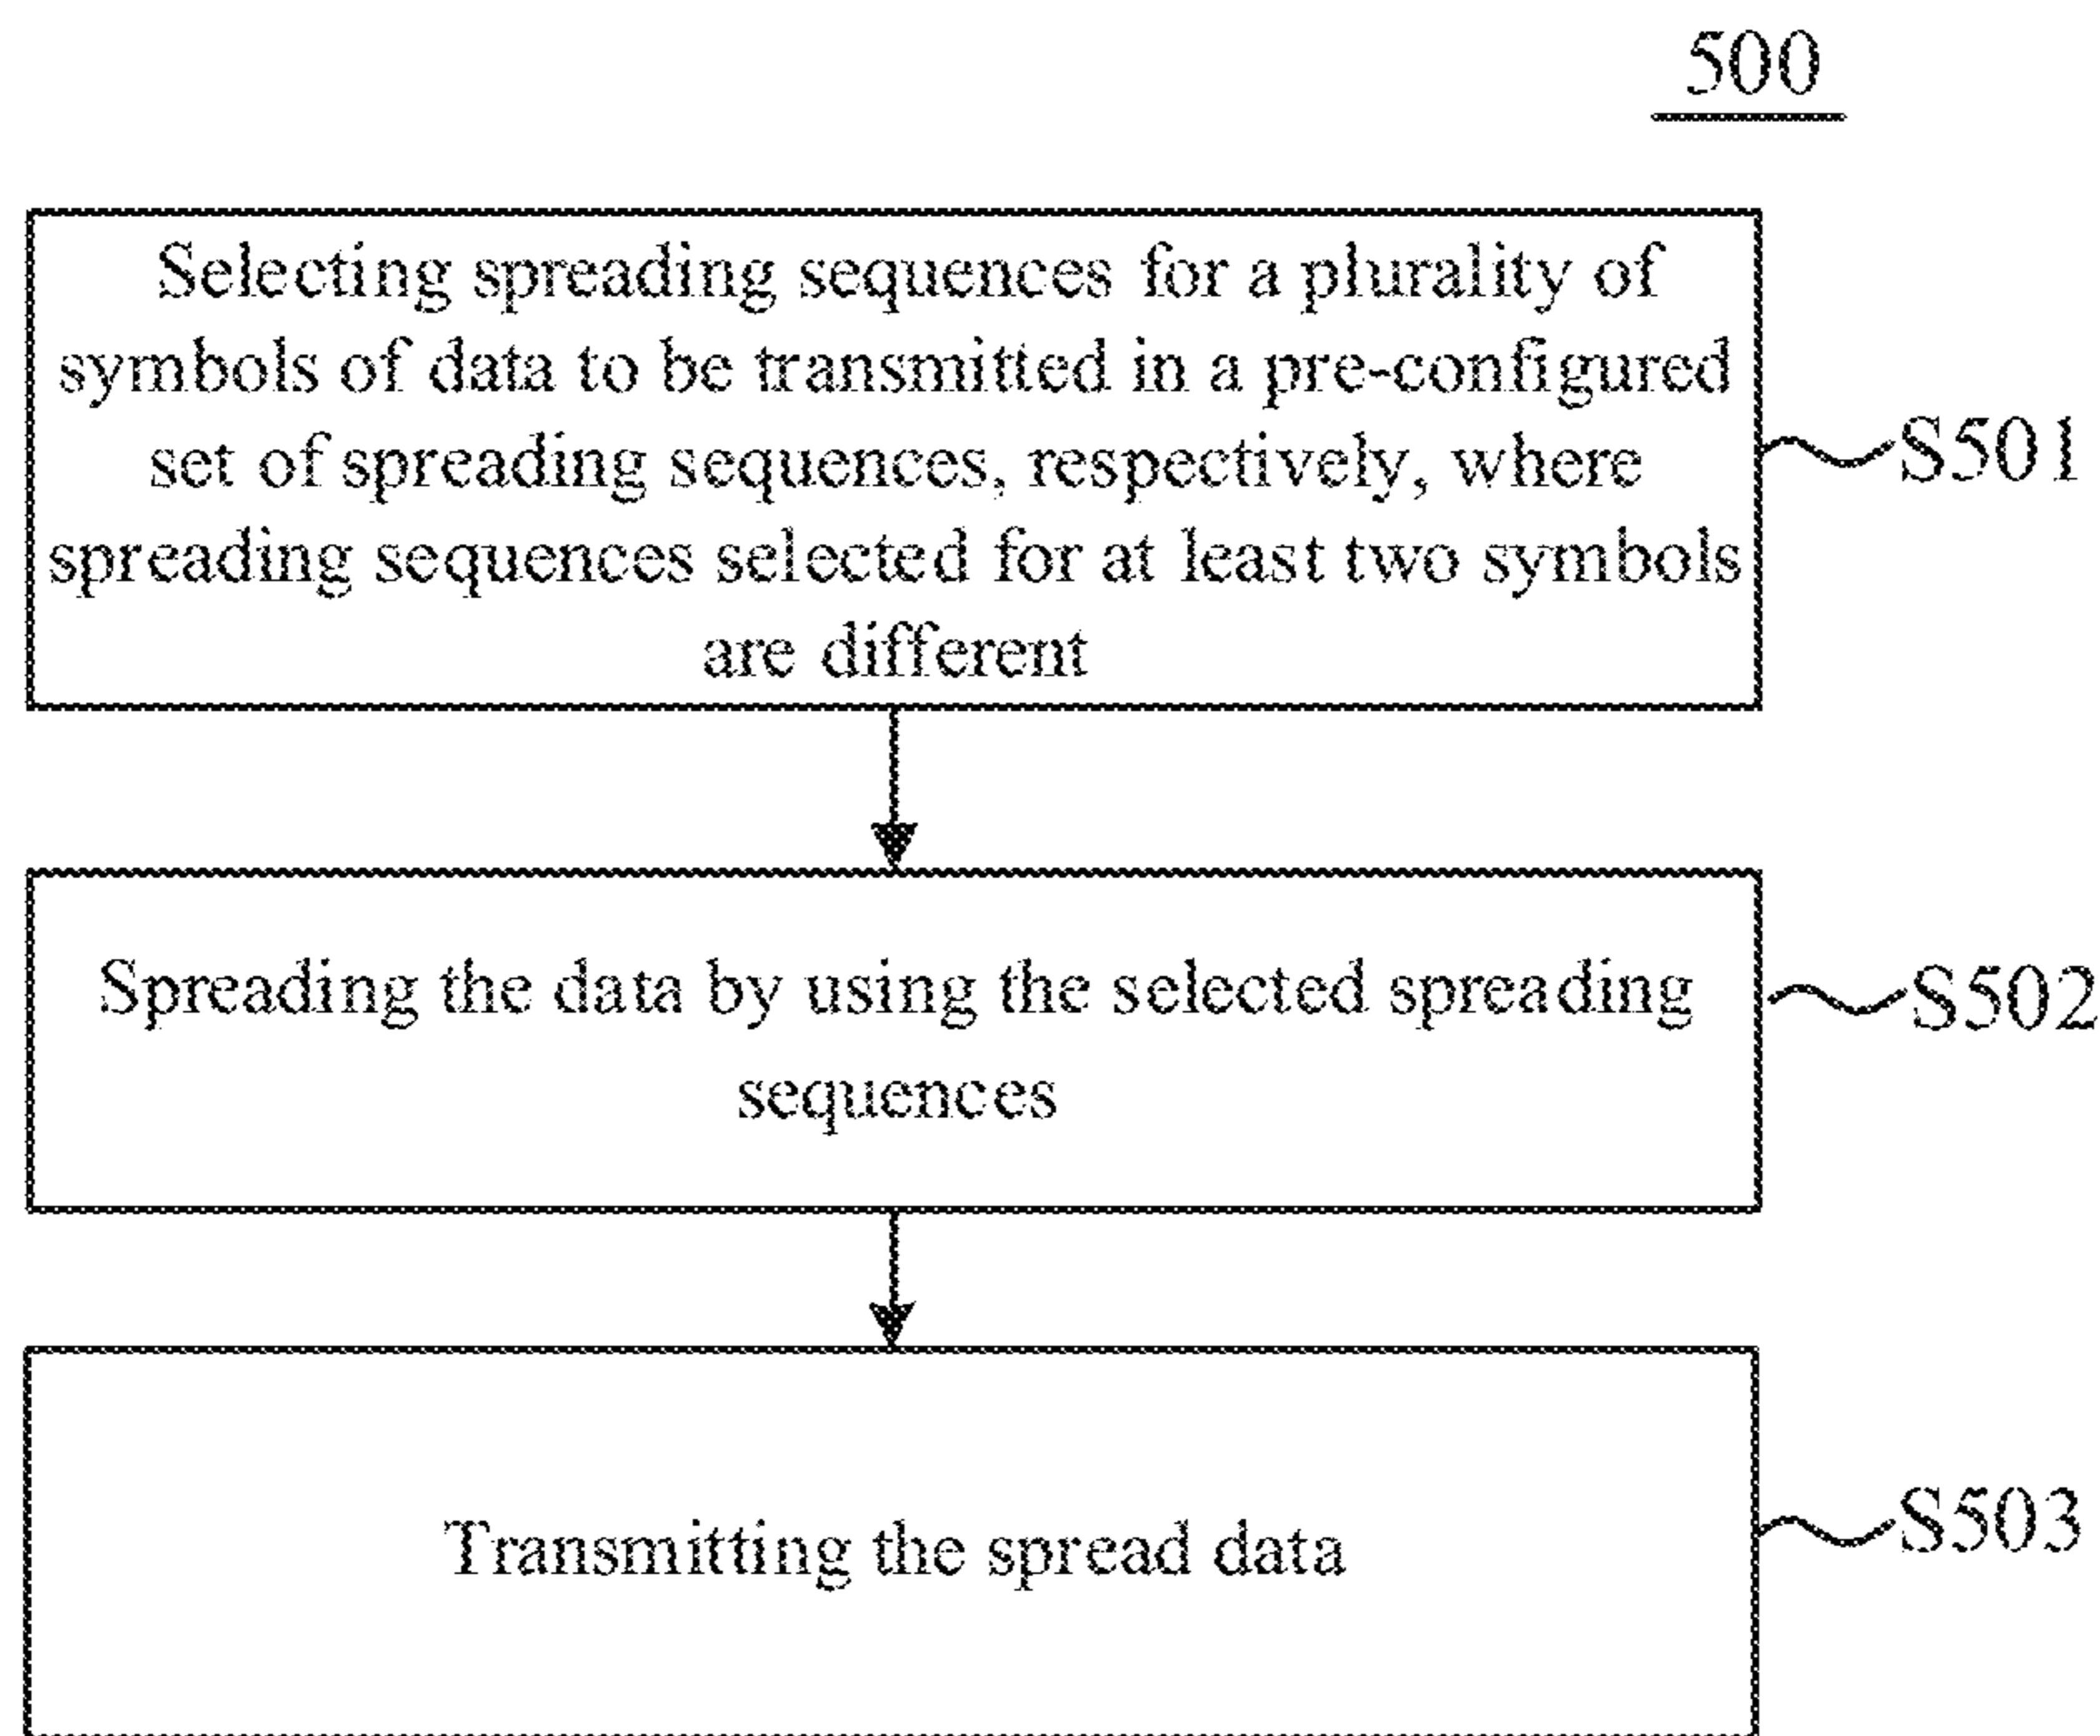 500
Selecting spreading sequences for a plurality of
symbols of data to be transmitted in a pre-configured
set of spreading sequences, respectively, where
spreading sequences selected for at least two symbols
are different
S501
Spreading the data by using the selected spreading
sequences
S502
Transmitting the spread data
S503